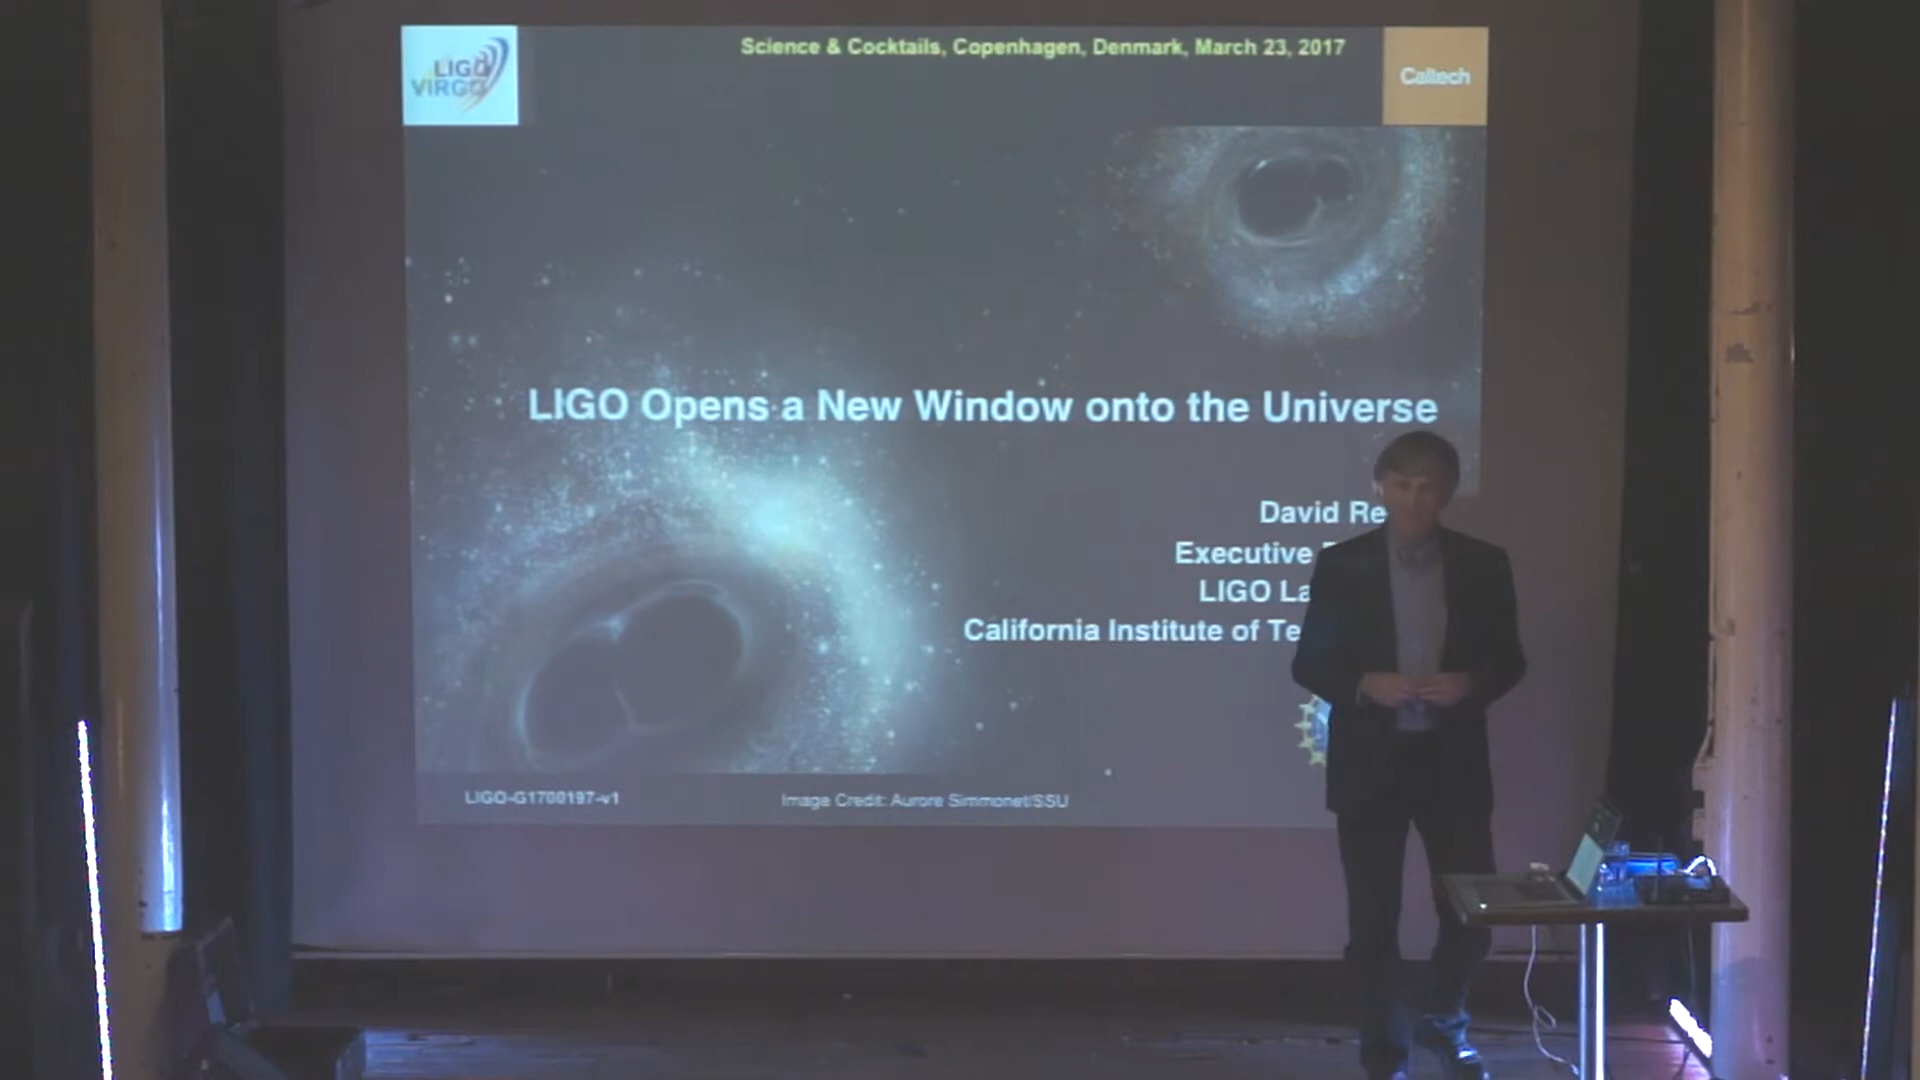 LIGO
VIRGO
Science & Cocktails, Copenhagen, Denmark, March 23, 2017
Caltech
LIGO Opens a New Window onto the Universe
David Re
Executive
LIGO La
California Institute of Te
LIGO-G1700197-v1
Image Credit: Aurore Simmonet/SSU